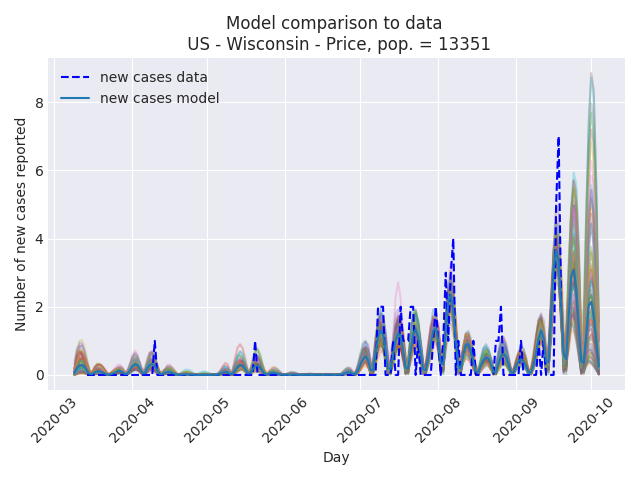 Model comparison to data
US - Wisconsin - Price, pop. = 13351
new cases data
new cases model
Number of new cases reported
8
6
4
2
0
2020-03
2020-04
2020-05
2020-06
2020-07
2020-08
2020-09
2020-10
Day